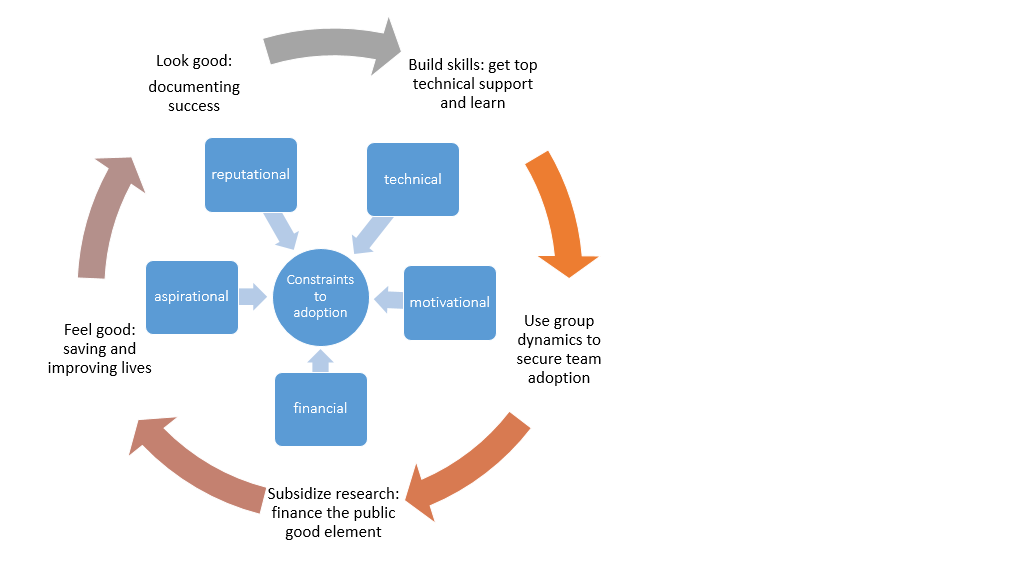 Look good:
documenting
success
Build skills: get top
technical support
and learn
reputational
technical
Constraints
to
adoption
aspirational
motivational
financial
Use group
dynamics to
secure team
adoption
Feel good:
saving and
improving lives
Subsidize research:
finance the public
good element